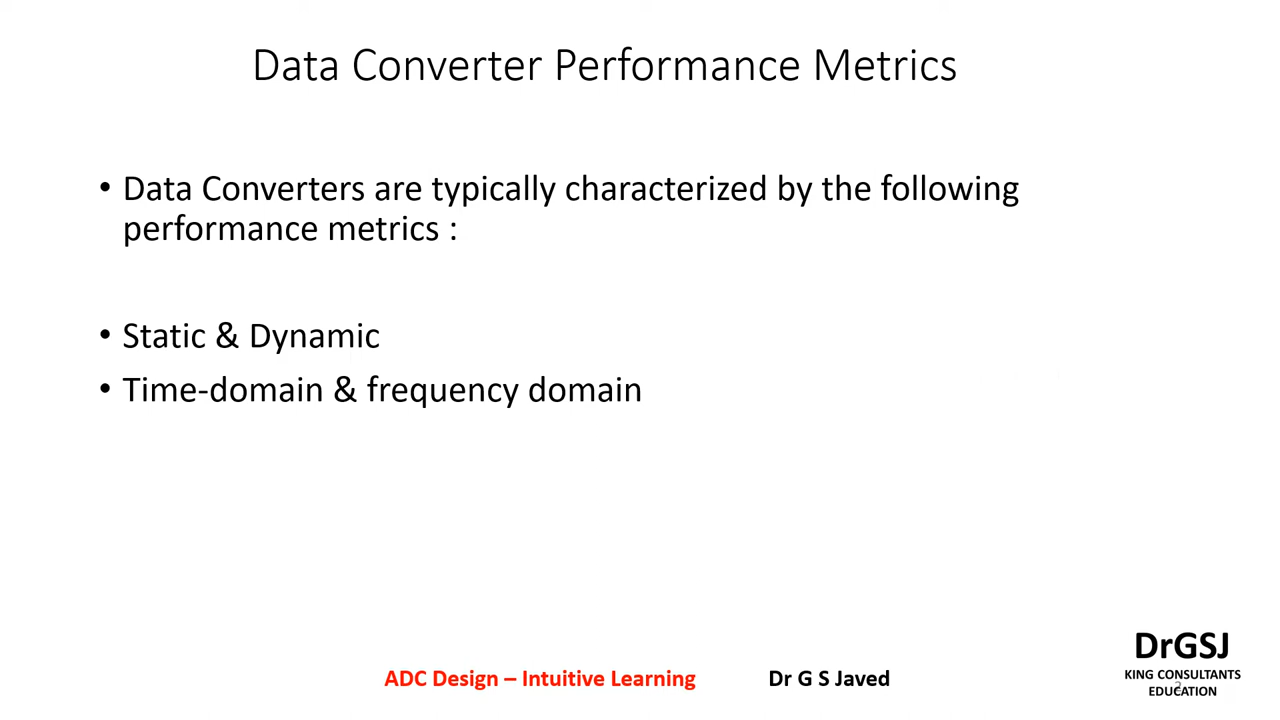 Data Converter Performance Metrics
• Data Converters are typically characterized by the following
performance metrics :
• Static & Dynamic
• Time-domain & frequency domain
ADC Design – Intuitive Learning
Dr G S Javed
DrGSJ
KING CONSULTANTS
EDUCATION
2